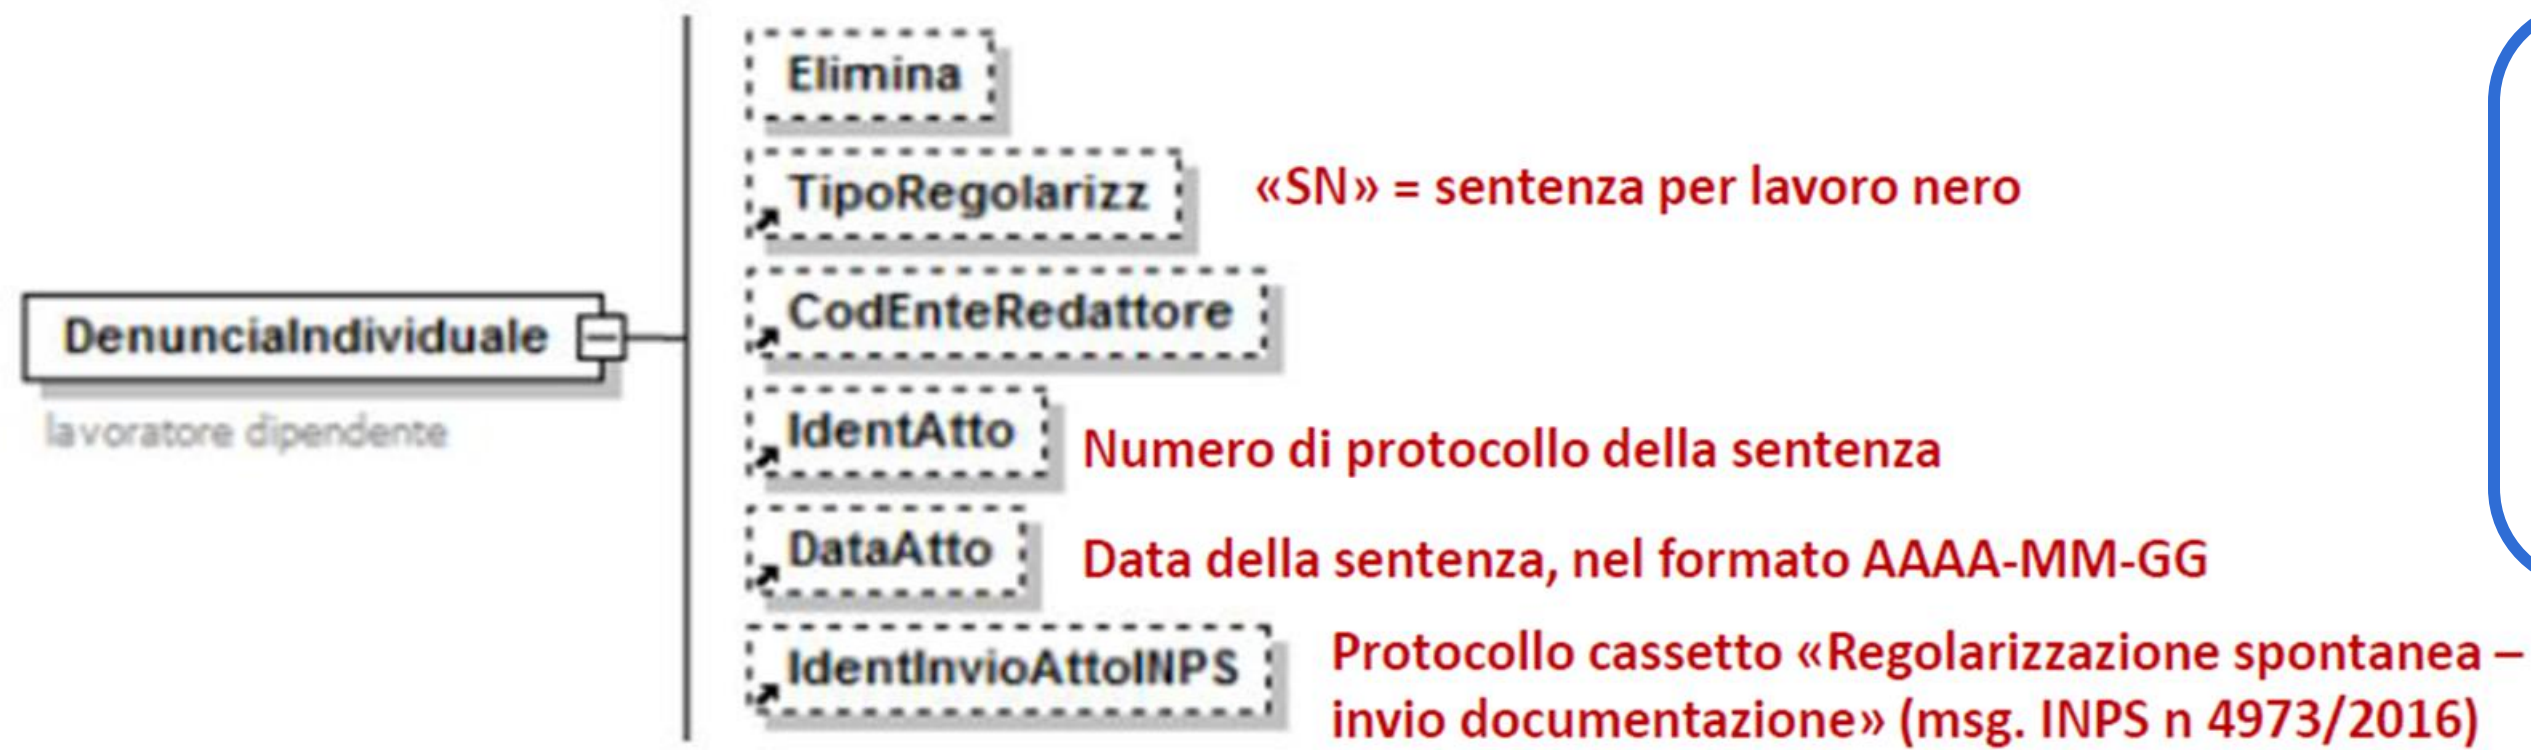 Elimina
TipoRegolarizz
«SN» = sentenza per lavoro nero
CodEnteRedattore
DenunciaIndividuale
lavoratore dipendente
IdentAtto
Numero di protocollo della sentenza
DataAtto
Data della sentenza, nel formato AAAA-MM-GG
IdentInvioAttoINPS
Protocollo cassetto «Regolarizzazione spontanea –
invio documentazione» (msg. INPS n 4973/2016)